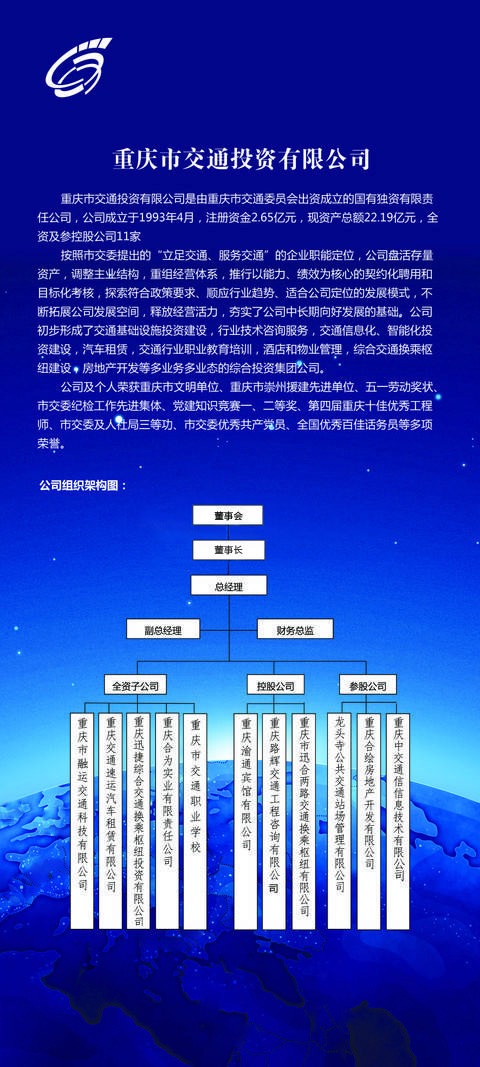 重庆市交通投资有限公司
重庆市交通投资有限公司是由重庆市交通委员会出资成立的国有独资有限责
任公司，公司成立于1993年4月，注册资金2.65亿元，现资产总额22.19亿元，全
资及参控股公司11家
按照市交委提出的“立足交通、服务交通”的企业职能定位，公司盘活存量
资产，调整主业结构，重组经营体系，推行以能力、绩效为核心的契约化聘用和
目标化考核，探索符合政策要求、顺应行业趋势、适合公司定位的发展模式，不
断拓展公司发展空间，释放经营活力，夯实了公司中长期向好发展的基础。公司
初步形成了交通基础设施投资建设，行业技术咨询服务，交通信息化、智能化投
资建设，汽车租赁，交通行业职业教育培训，酒店和物业管理，综合交通换乘枢
纽建设，房地产开发等多业务多业态的综合投资集团公司。
公司及个人荣获重庆市文明单位、重庆市崇州援建先进单位、五一劳动奖状、
市交委纪检工作先进集体、党建知识竞赛一、二等奖、第四届重庆十佳优秀工程
师、市交委及人社局三等功、市交委优秀共产党员、全国优秀百佳话务员等多项
荣誉。
公司组织架构图：
董事会
董事长
总经理
副总经理
财务总监
全资子公司
控股公司
参股公司
重庆市融运交通科技有限公司
重庆交通速运汽车租赁有限公司
重庆迅捷综合交通换乘枢纽投资有限公司
重庆合为实业有限责任公司
重庆市交通职业学校
重庆渝通宾馆有限公司
重庆路辉交通工程咨询有限公司
重庆市迅合两路交通换乘枢纽有限公司
龙头寺公共交通站场管理有限公司
重庆合绘房地产开发有限公司
重庆中交通信信息技术有限公司